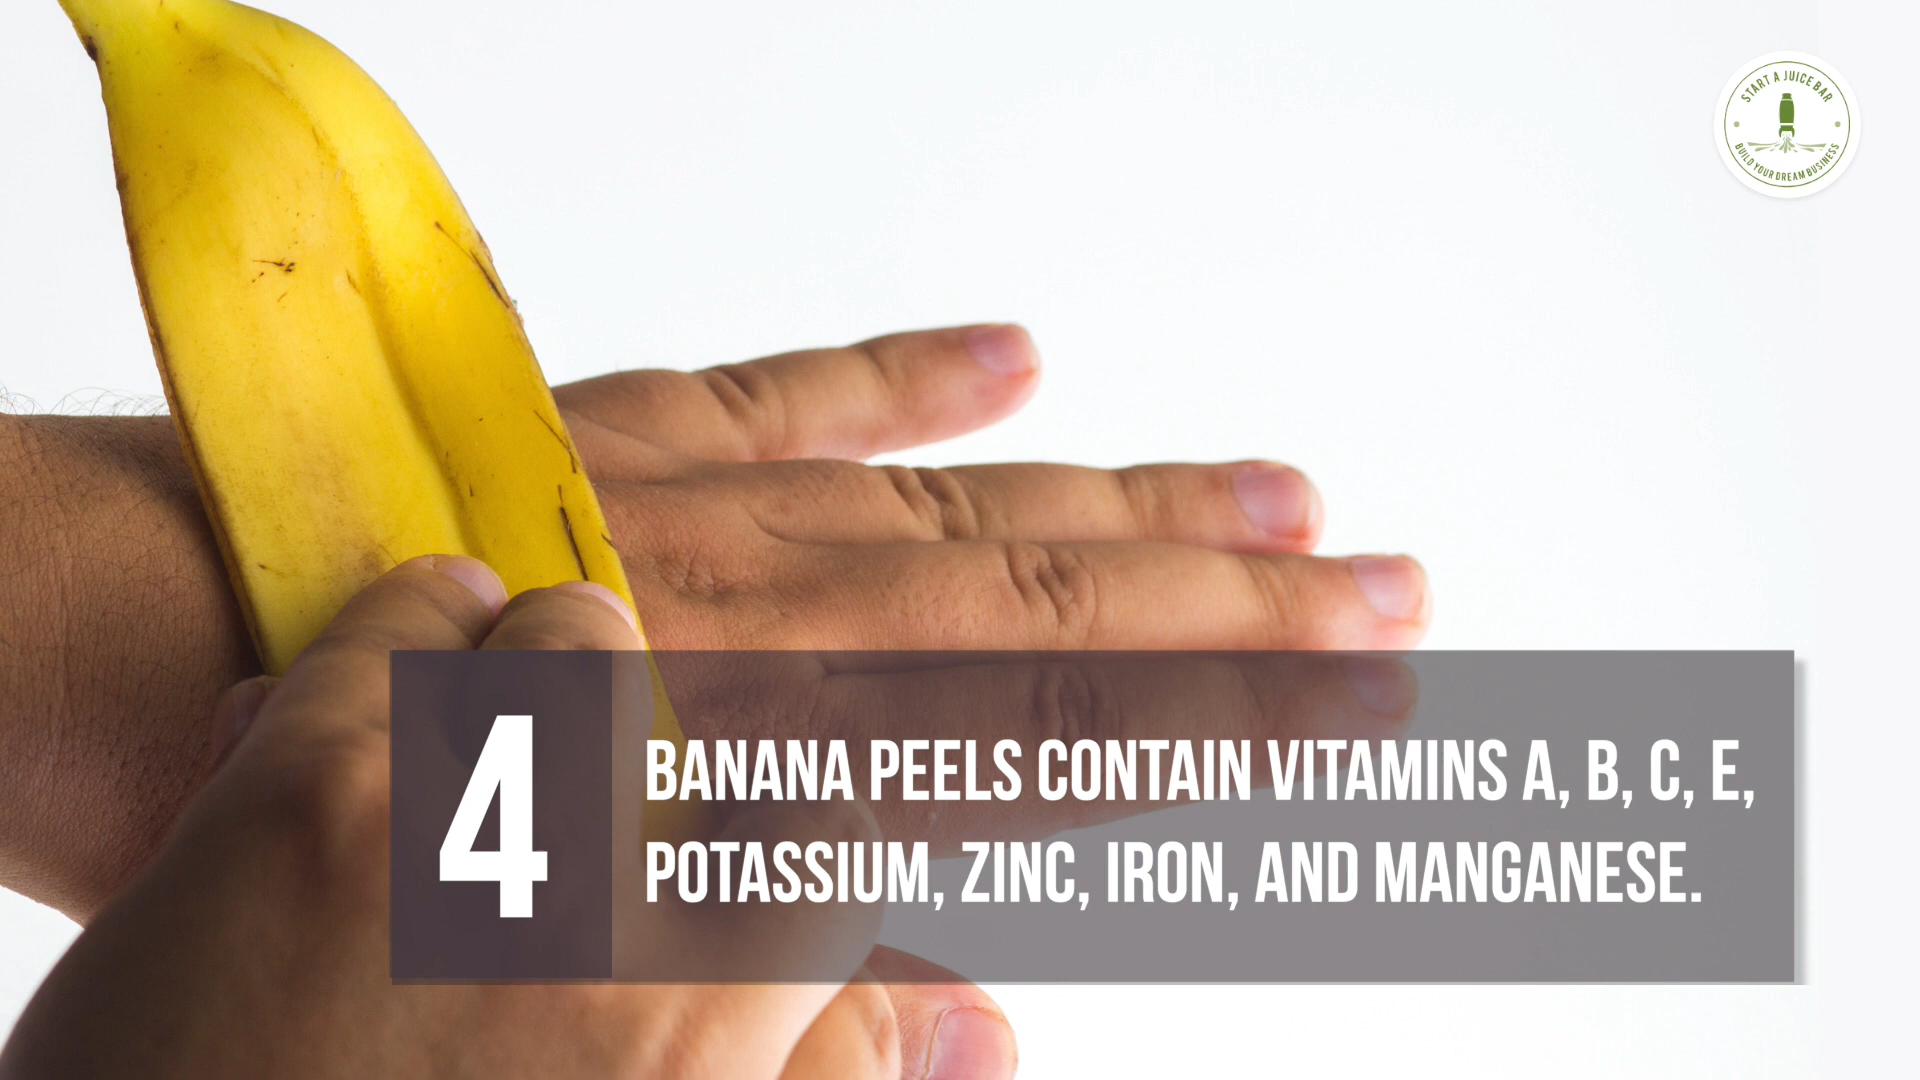 START A JUICE BAR
BUILD YOUR DREAM BUSINESS
4
BANANA PEELS CONTAIN VITAMINS A, B, C, E,
POTASSIUM, ZINC, IRON, AND MANGANESE.